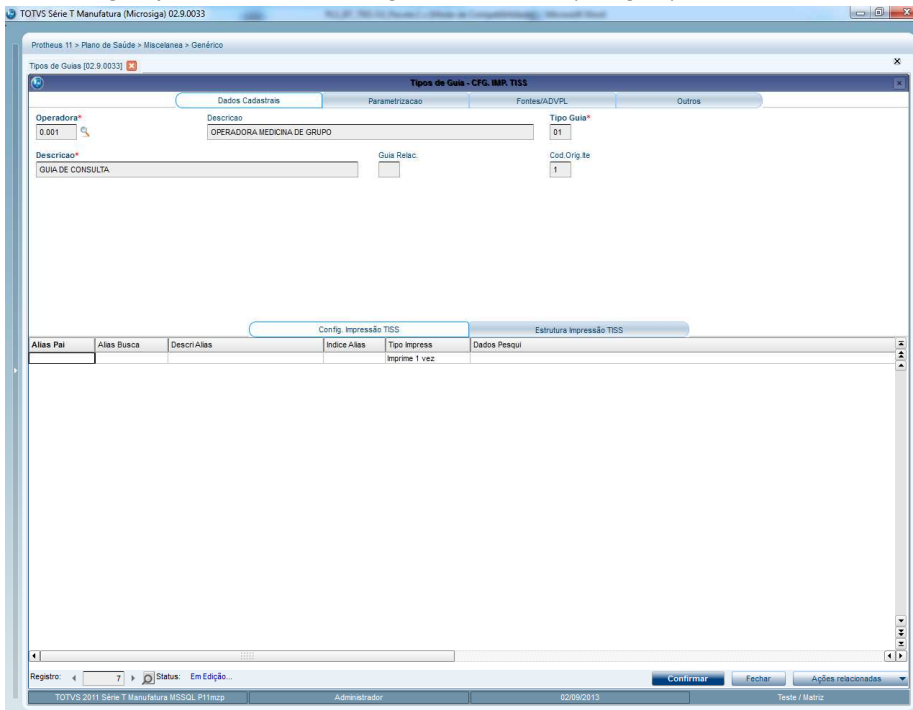 TOTVS Série T Manufatura (Microsiga) 02.9.0033
Protheus 11 > Plano de Saúde > Miscelanea > Genérico
Tipos de Guias [02.9.0033]
Tipos de Guia - CFG. IMP. TISS
Dados Cadastrais Parametrizacao Fontes/ADVPL Outros
Operadora* Descricao Tipo Guia*
0.001 OPERADORA MEDICINA DE GRUPO 01
Descricao* Guia Relac. Cod.Orig.Ite
GUIA DE CONSULTA 1
Config. Impressão TISS Estrutura Impressão TISS
Alias Pai Alias Busca Descri Alias Indice Alias Tipo Impress Dados Pesqui
Imprime 1 vez
Registro: 7 Status: Em Edição... Confirmar Fechar Ações relacionadas
TOTVS 2011 Série T Manufatura MSSQL P11mzp Administrador 02/09/2013 Teste / Matriz